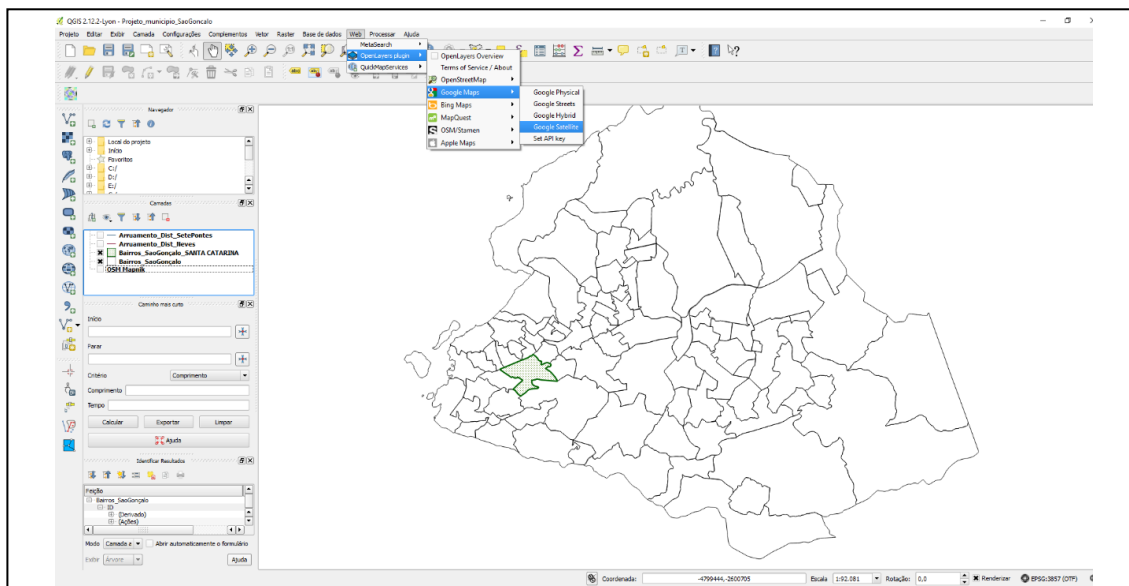 QGIS 2.12.2-Lyon - Projeto_municipio_SaoGoncalo
Projeto Editar Exibir Camada Configurações Complementos Vetor Raster Base de dados Web Processar Ajuda
MetaSearch
OpenLayers plugin
QuickMapServices
OpenLayers Overview
Terms of Service / About
OpenStreetMap
Google Maps
Bing Maps
MapQuest
OSM/Stamen
Apple Maps
Google Physical
Google Streets
Google Hybrid
Google Satellite
Set API key
Navegador
Local do projeto
Início
Favoritos
C:/
D:/
E:/
Camadas
Arruamento_Dist_SetePontes
Arruamento_Dist_Neves
Bairros_SaoGonçalo_SANTA CATARINA
Bairros_SaoGonçalo
OSM Mapnik
Caminho mais curto
Início
Parar
Critério Comprimento
Comprimento
Tempo
Calcular Exportar Limpar
Ajuda
Identificar Resultados
Feição
Bairros_SaoGonçalo
ID
(Derivado)
(Ações)
Modo Camada a Abrir automaticamente o formulário
Exibir Árvore Ajuda
Coordenada: -4799444,-2600705 Escala 1:92.081 Rotação: 0,0 Renderizar EPSG:3857 (OTF)